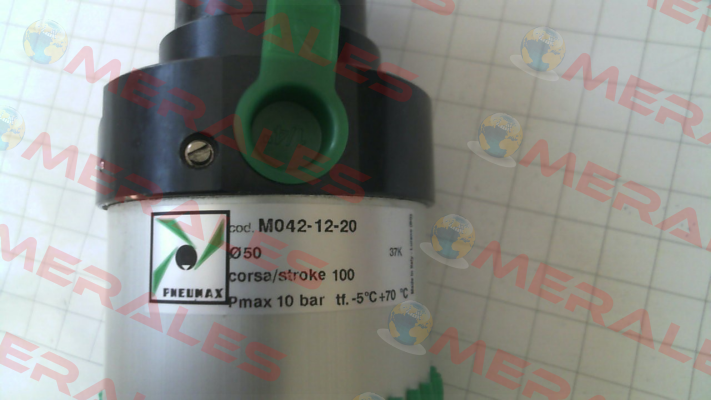 MERALES
MERALES
cod. M042-12-20
Ø50 37K
corsa/stroke 100
PNEUMAX
Pmax 10 bar tf. -5°C +70 °C
MERALES
MERALES
MERALES